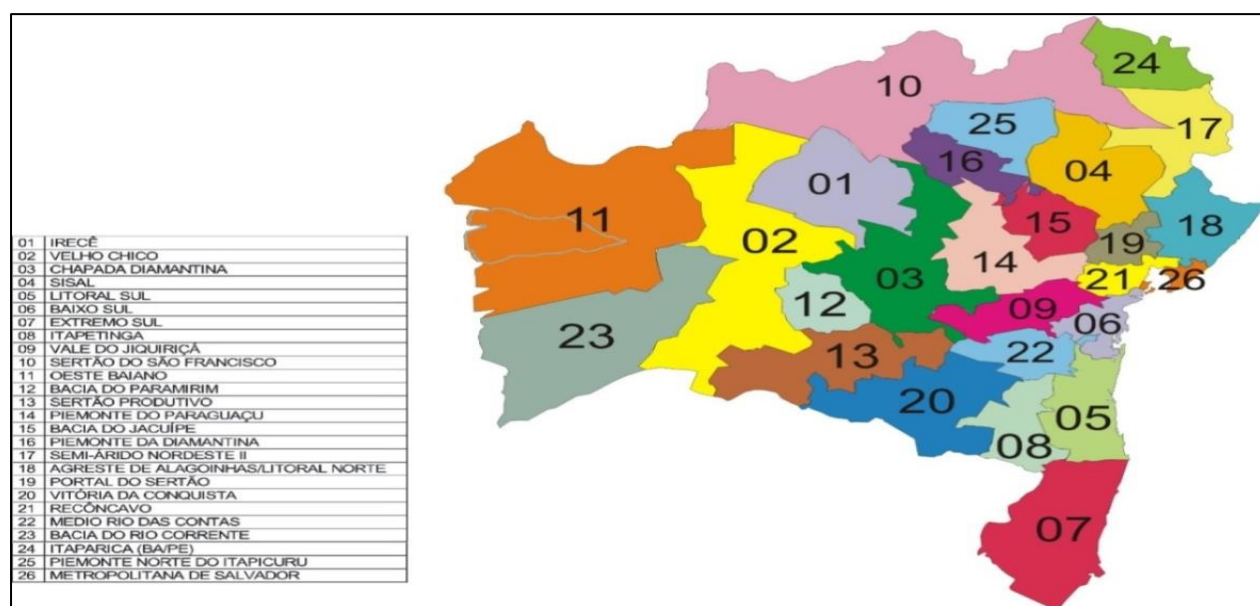 01 IRECÊ
02 VELHO CHICO
03 CHAPADA DIAMANTINA
04 SISAL
05 LITORAL SUL
06 BAIXO SUL
07 EXTREMO SUL
08 ITAPETINGA
09 VALE DO JIQUIRIÇÁ
10 SERTÃO DO SÃO FRANCISCO
11 OESTE BAIANO
12 BACIA DO PARAMIRIM
13 SERTÃO PRODUTIVO
14 PIEMONTE DO PARAGUAÇU
15 BACIA DO JACUÍPE
16 PIEMONTE DA DIAMANTINA
17 SEMI-ÁRIDO NORDESTE II
18 AGRESTE DE ALAGOINHAS/LITORAL NORTE
19 PORTAL DO SERTÃO
20 VITÓRIA DA CONQUISTA
21 RECÔNCAVO
22 MEDIO RIO DAS CONTAS
23 BACIA DO RIO CORRENTE
24 ITAPARICA (BA/PE)
25 PIEMONTE NORTE DO ITAPICURU
26 METROPOLITANA DE SALVADOR
24
10
25
17
16
04
01
11
15
18
02
19
14
03
21
26
12
09
06
23
13
22
20
05
08
07